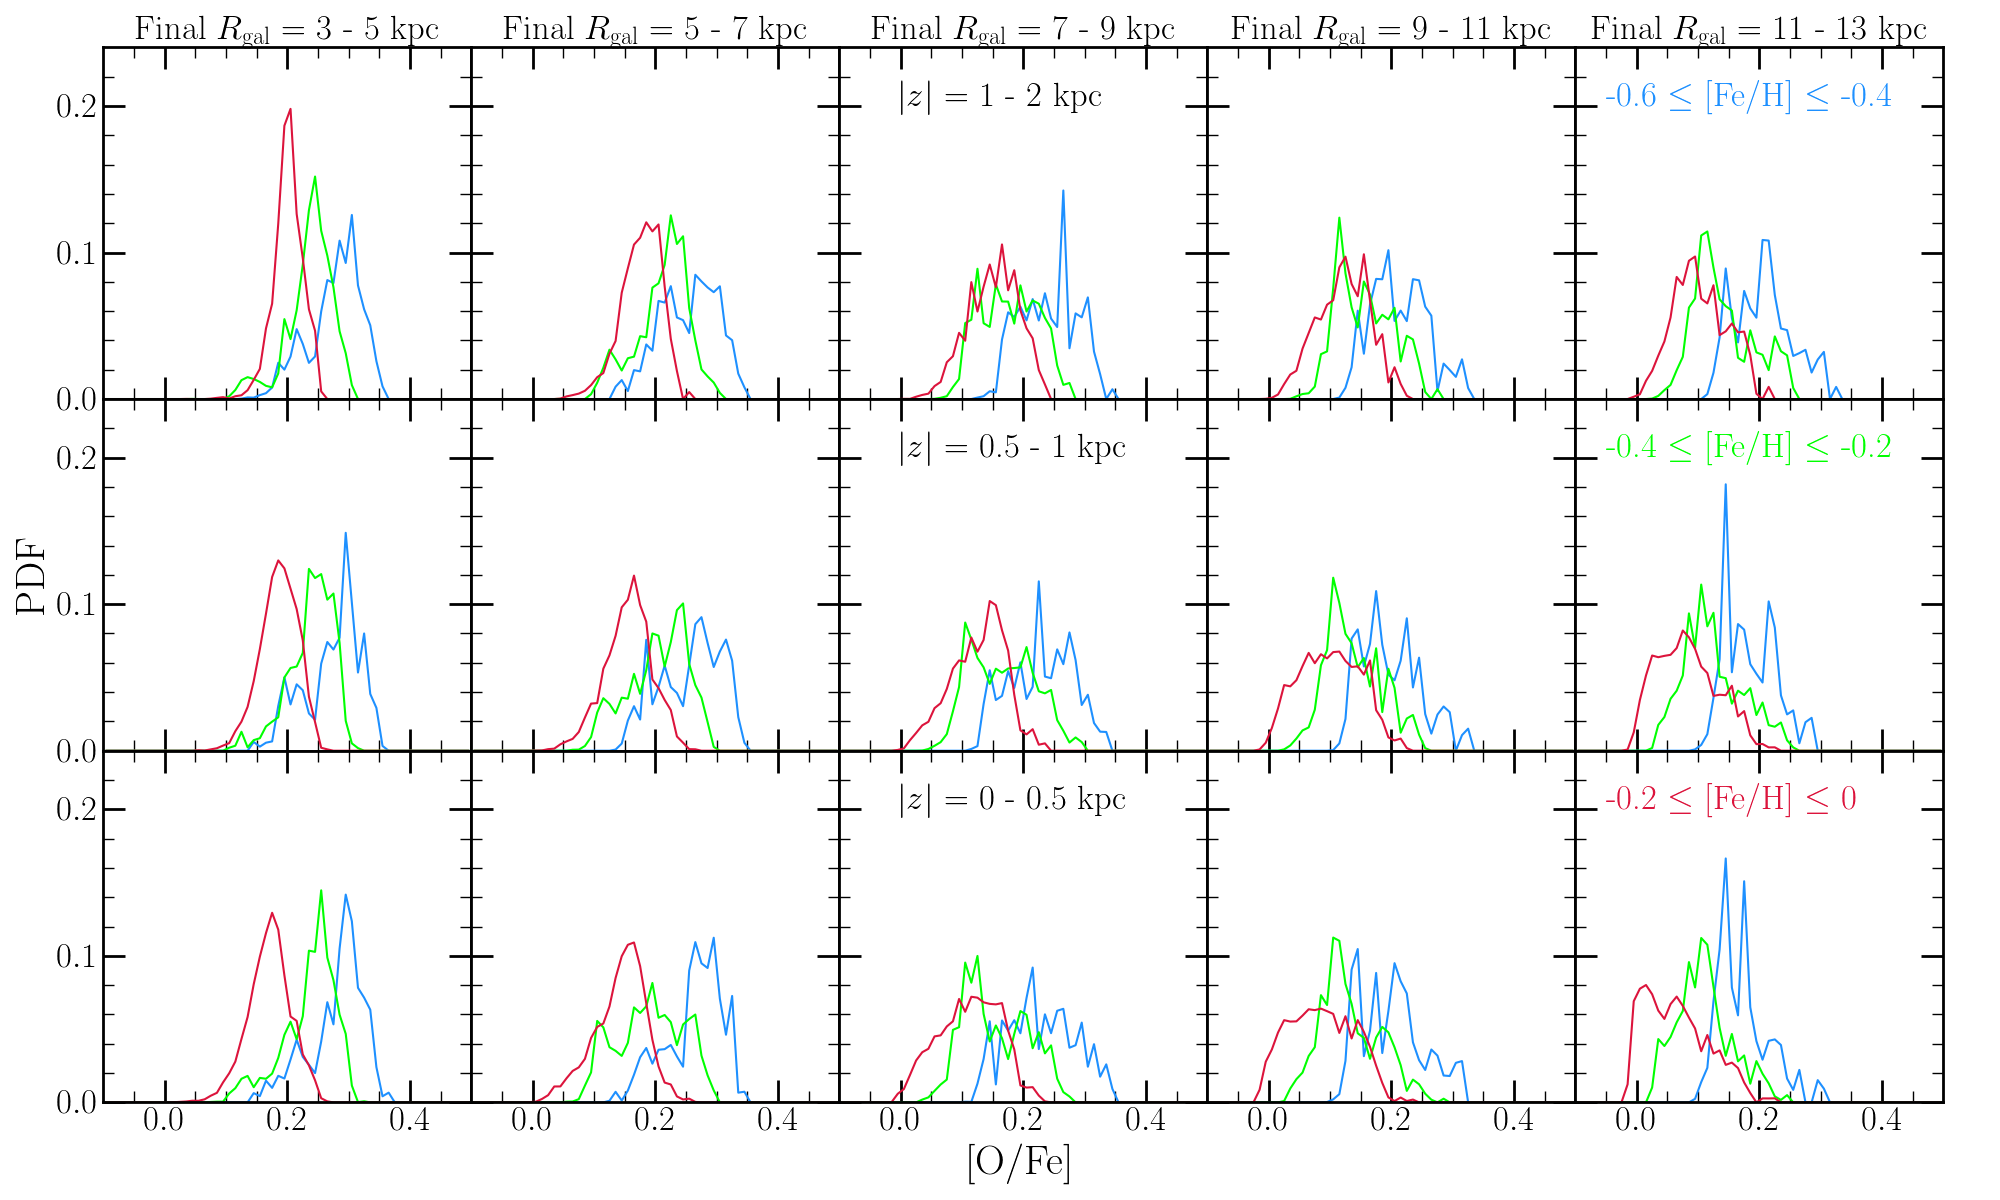 Final R_gal = 3 - 5 kpc
Final R_gal = 5 - 7 kpc
Final R_gal = 7 - 9 kpc
Final R_gal = 9 - 11 kpc
Final R_gal = 11 - 13 kpc
|z| = 1 - 2 kpc
-0.6 ≤ [Fe/H] ≤ -0.4
0.2
0.1
0.0
|z| = 0.5 - 1 kpc
-0.4 ≤ [Fe/H] ≤ -0.2
0.2
0.1
0.0
PDF
|z| = 0 - 0.5 kpc
-0.2 ≤ [Fe/H] ≤ 0
0.2
0.1
0.0
0.0 0.2 0.4
0.0 0.2 0.4
0.0 0.2 0.4
0.0 0.2 0.4
0.0 0.2 0.4
[O/Fe]